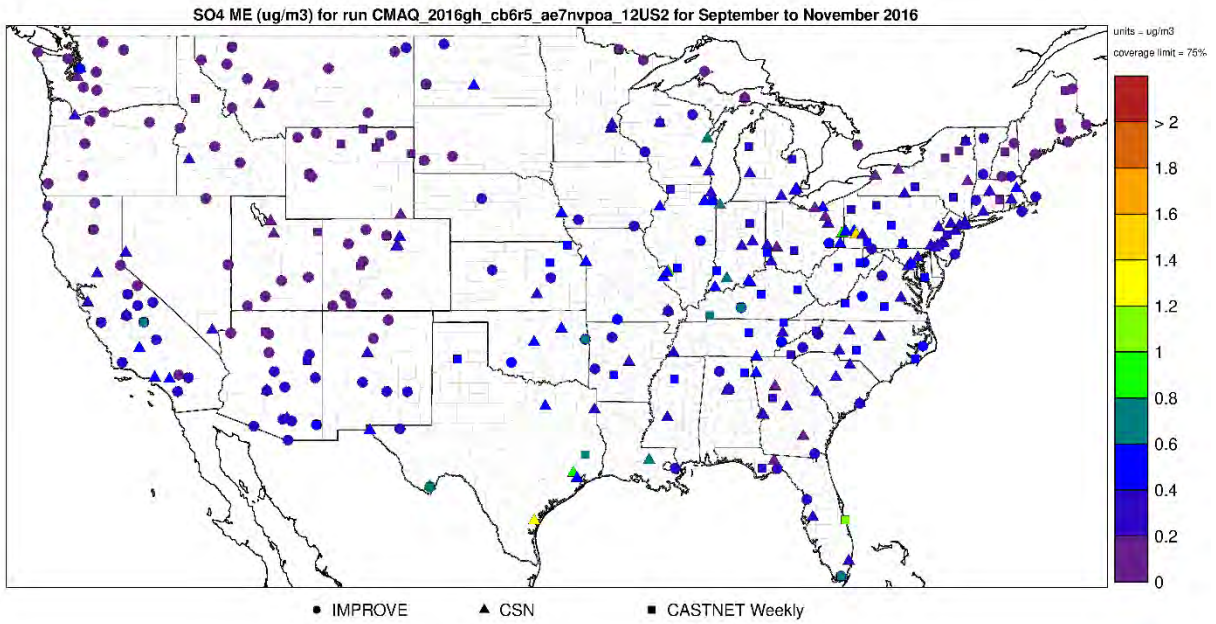 SO4 ME (ug/m3) for run CMAQ_2016gh_cb6r5_ae7nvpoa_12US2 for September to November 2016
units = ug/m3
coverage limit = 75%
> 2
1.8
1.6
1.4
1.2
1
0.8
0.6
0.4
0.2
0
IMPROVE
CSN
CASTNET Weekly